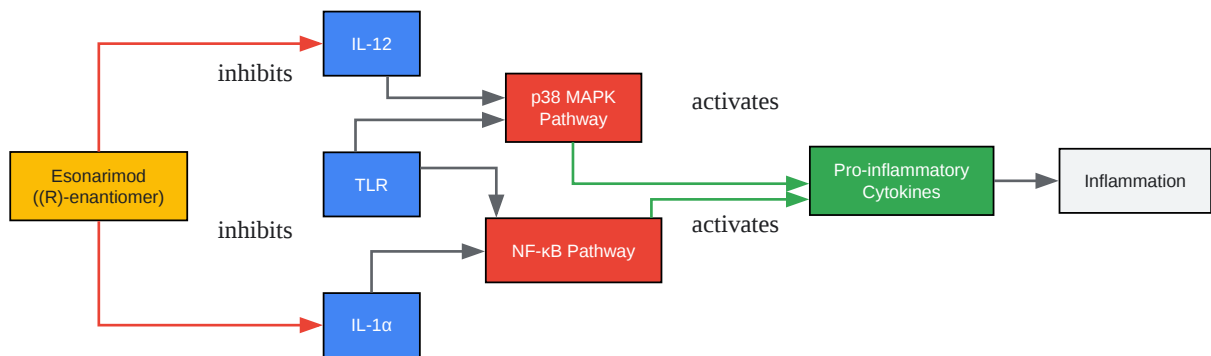 IL-12
inhibits
p38 MAPK
Pathway
activates
Esonarimod
((R)-enantiomer)
TLR
Pro-inflammatory
Cytokines
Inflammation
inhibits
NF-κB Pathway
activates
IL-1α